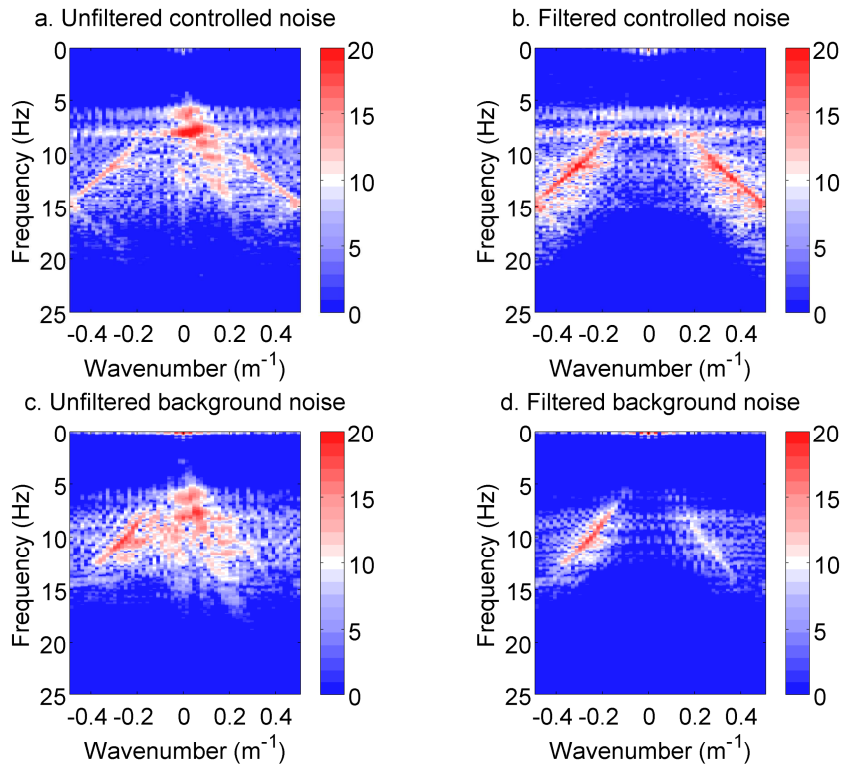 a. Unfiltered controlled noise
0
5
10
15
20
25
Frequency (Hz)
-0.4 -0.2 0 0.2 0.4
Wavenumber (m⁻¹)
20
15
10
5
0
b. Filtered controlled noise
0
5
10
15
20
25
Frequency (Hz)
-0.4 -0.2 0 0.2 0.4
Wavenumber (m⁻¹)
20
15
10
5
0
c. Unfiltered background noise
0
5
10
15
20
25
Frequency (Hz)
-0.4 -0.2 0 0.2 0.4
Wavenumber (m⁻¹)
20
15
10
5
0
d. Filtered background noise
0
5
10
15
20
25
Frequency (Hz)
-0.4 -0.2 0 0.2 0.4
Wavenumber (m⁻¹)
20
15
10
5
0